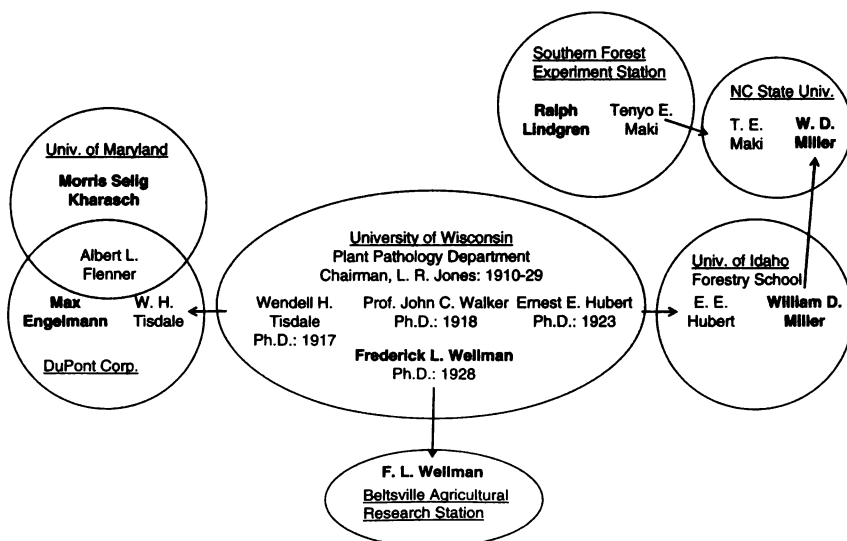 Southern Forest
Experiment Station
Ralph
Lindgren
Tenyo E.
Maki
NC State Univ.
T. E.
Maki
W. D.
Miller
Univ. of Maryland
Morris Selig
Kharasch
Albert L.
Flenner
Max
Engelmann
W. H.
Tisdale
DuPont Corp.
University of Wisconsin
Plant Pathology Department
Chairman, L. R. Jones: 1910-29
Wendell H.
Tisdale
Ph.D.: 1917
Prof. John C. Walker
Ph.D.: 1918
Ernest E. Hubert
Ph.D.: 1923
Frederick L. Wellman
Ph.D.: 1928
Univ. of Idaho
Forestry School
E. E.
Hubert
William D.
Miller
F. L. Wellman
Beltsville Agricultural
Research Station